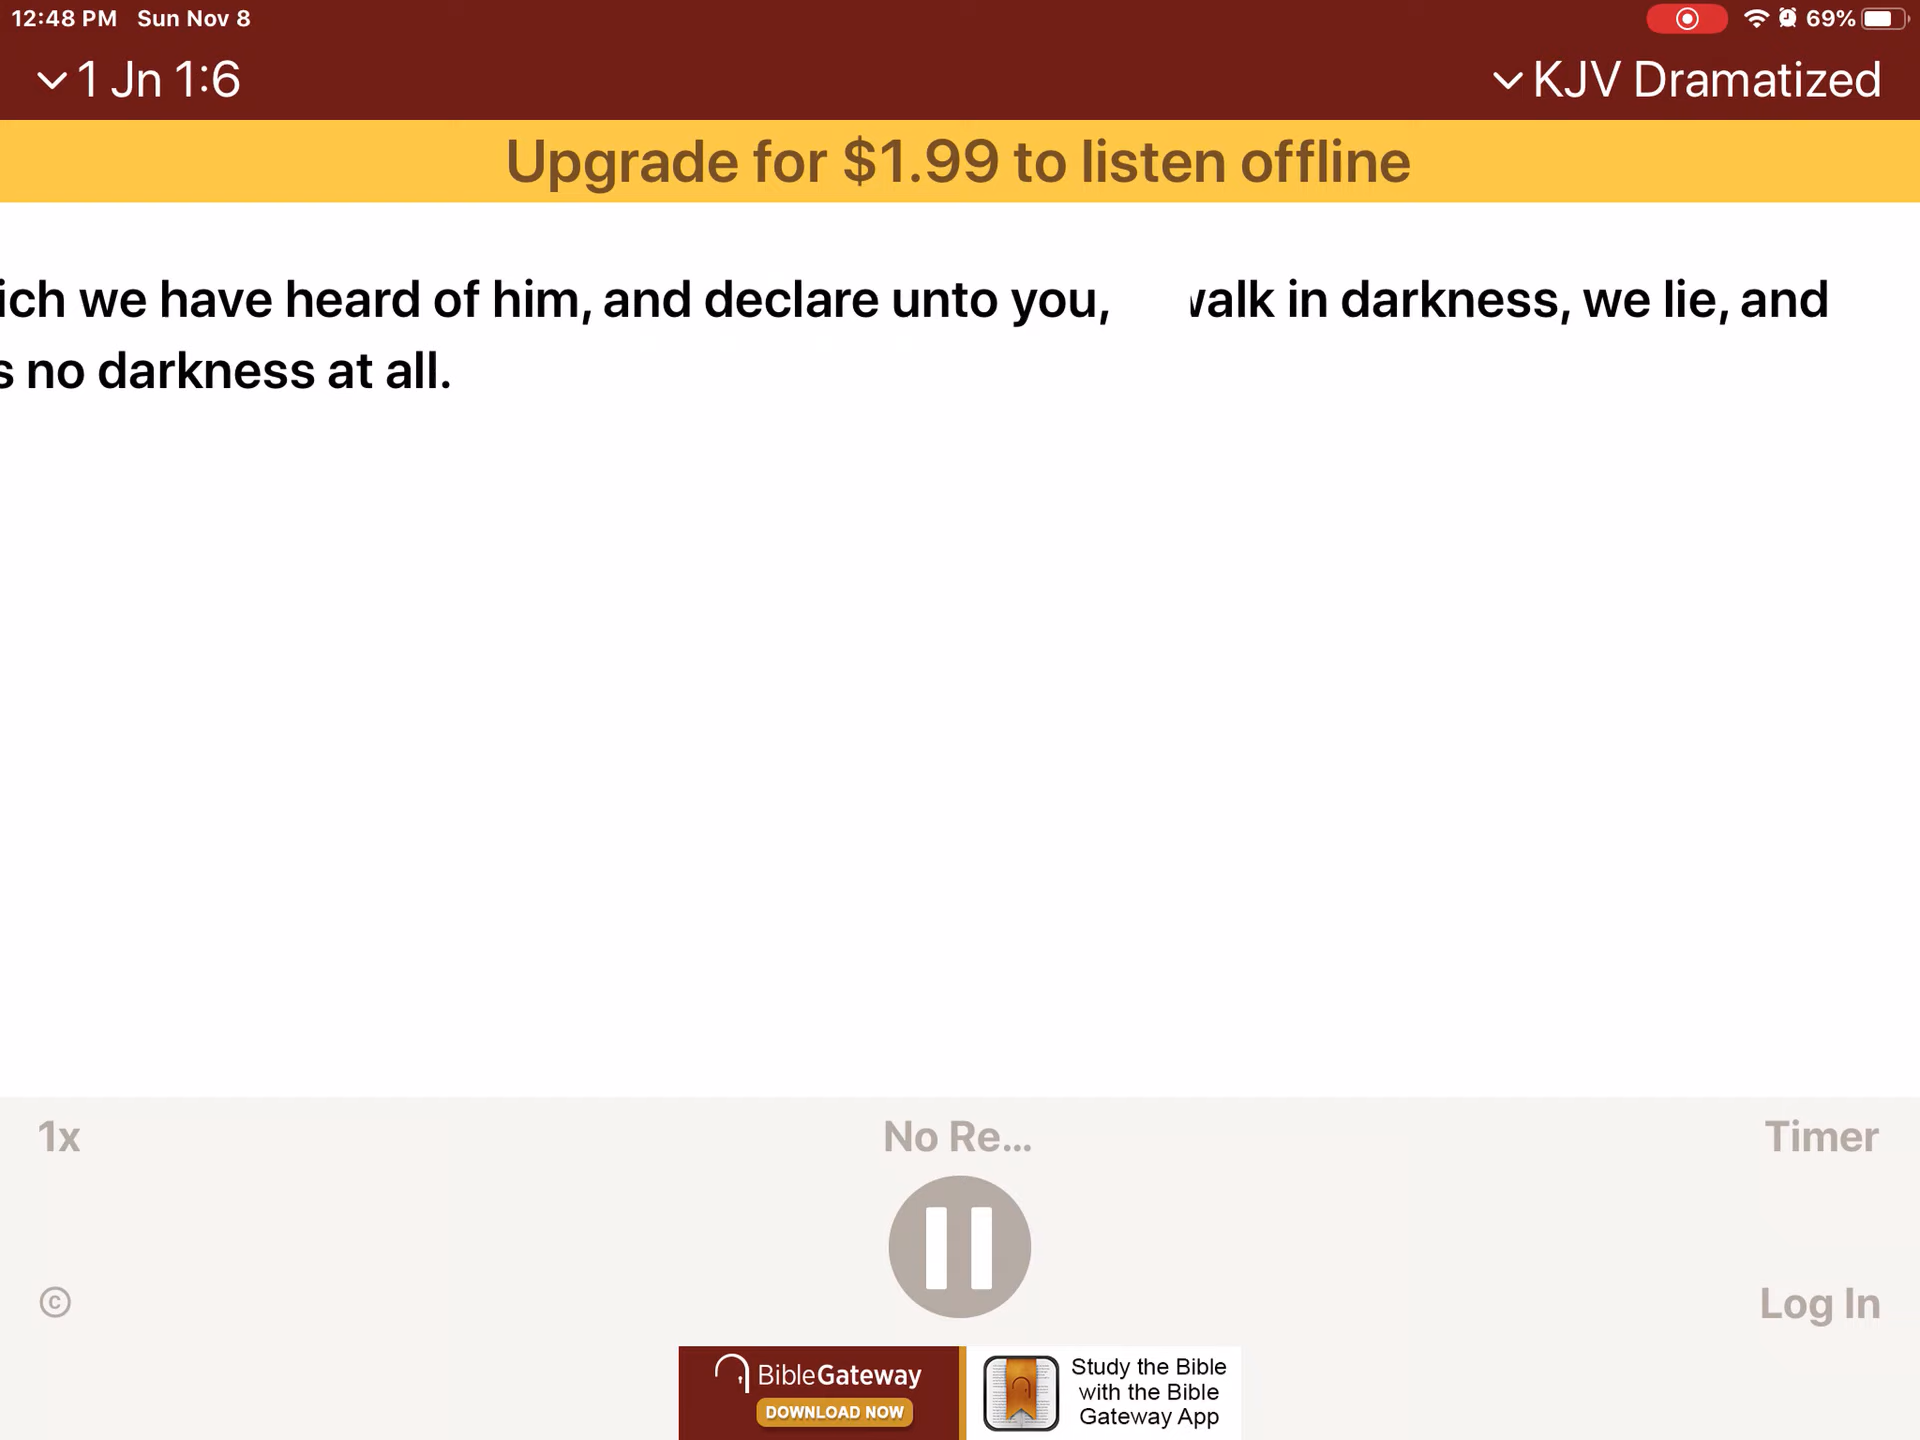 12:48 PM Sun Nov 8
69%
1 Jn 1:6
KJV Dramatized
Upgrade for $1.99 to listen offline
ich we have heard of him, and declare unto you,
walk in darkness, we lie, and
s no darkness at all.
1x
No Re...
Timer
©
Log In
BibleGateway
DOWNLOAD NOW
Study the Bible
with the Bible
Gateway App